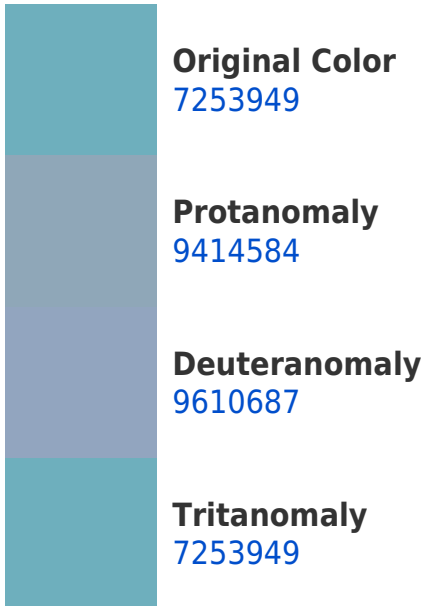 Original Color
7253949
Protanomaly
9414584
Deuteranomaly
9610687
Tritanomaly
7253949